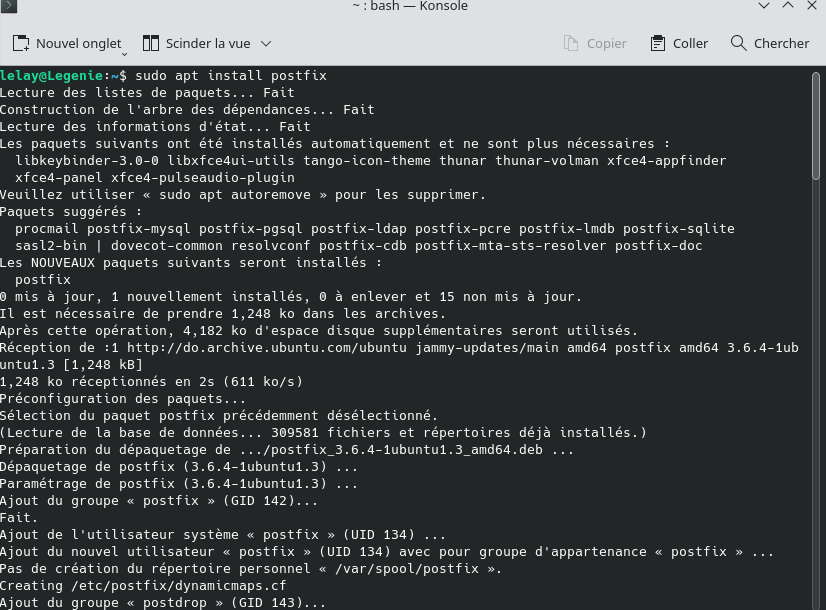 ~ : bash — Konsole
Nouvel onglet
Scinder la vue
Copier
Coller
Chercher
lelay@Legenie:~$ sudo apt install postfix
Lecture des listes de paquets... Fait
Construction de l'arbre des dépendances... Fait
Lecture des informations d'état... Fait
Les paquets suivants ont été installés automatiquement et ne sont plus nécessaires :
  libkeybinder-3.0-0 libxfce4ui-utils tango-icon-theme thunar thunar-volman xfce4-appfinder
  xfce4-panel xfce4-pulseaudio-plugin
Veuillez utiliser « sudo apt autoremove » pour les supprimer.
Paquets suggérés :
  procmail postfix-mysql postfix-pgsql postfix-ldap postfix-pcre postfix-lmdb postfix-sqlite
  sasl2-bin | dovecot-common resolvconf postfix-cdb postfix-mta-sts-resolver postfix-doc
Les NOUVEAUX paquets suivants seront installés :
  postfix
0 mis à jour, 1 nouvellement installés, 0 à enlever et 15 non mis à jour.
Il est nécessaire de prendre 1,248 ko dans les archives.
Après cette opération, 4,182 ko d'espace disque supplémentaires seront utilisés.
Réception de :1 http://do.archive.ubuntu.com/ubuntu jammy-updates/main amd64 postfix amd64 3.6.4-1ub
untu1.3 [1,248 kB]
1,248 ko réceptionnés en 2s (611 ko/s)
Préconfiguration des paquets...
Sélection du paquet postfix précédemment désélectionné.
(Lecture de la base de données... 309581 fichiers et répertoires déjà installés.)
Préparation du dépaquetage de .../postfix_3.6.4-1ubuntu1.3_amd64.deb ...
Dépaquetage de postfix (3.6.4-1ubuntu1.3) ...
Paramétrage de postfix (3.6.4-1ubuntu1.3) ...
Ajout du groupe « postfix » (GID 142)...
Fait.
Ajout de l'utilisateur système « postfix » (UID 134) ...
Ajout du nouvel utilisateur « postfix » (UID 134) avec pour groupe d'appartenance « postfix » ...
Pas de création du répertoire personnel « /var/spool/postfix ».
Creating /etc/postfix/dynamicmaps.cf
Ajout du groupe « postdrop » (GID 143)...